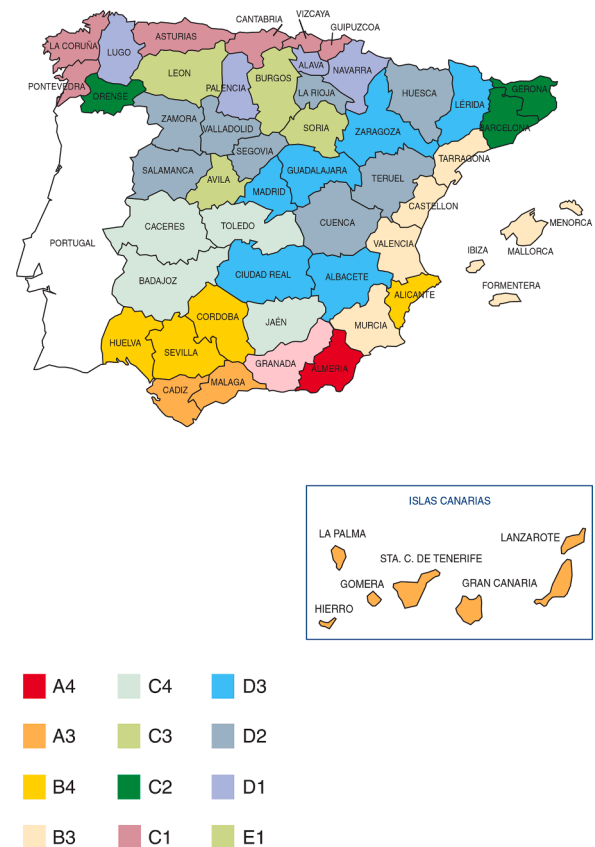 CANTABRIA
VIZCAYA
GUIPUZCOA
LA CORUÑA
LUGO
ASTURIAS
ALAVA
NAVARRA
PONTEVEDRA
ORENSE
LEON
PALENCIA
BURGOS
LA RIOJA
HUESCA
LÉRIDA
GERONA
BARCELONA
ZAMORA
VALLADOLID
SORIA
ZARAGOZA
SEGOVIA
TARRAGONA
SALAMANCA
AVILA
MADRID
GUADALAJARA
TERUEL
CASTELLON
MENORCA
MALLORCA
IBIZA
FORMENTERA
PORTUGAL
CACERES
TOLEDO
CUENCA
VALENCIA
BADAJOZ
CIUDAD REAL
ALBACETE
ALICANTE
HUELVA
SEVILLA
CORDOBA
JAÉN
MURCIA
GRANADA
ALMERIA
CADIZ
MALAGA
ISLAS CANARIAS
LA PALMA
LANZAROTE
STA. C. DE TENERIFE
GOMERA
GRAN CANARIA
HIERRO
A4 C4 D3
A3 C3 D2
B4 C2 D1
B3 C1 E1